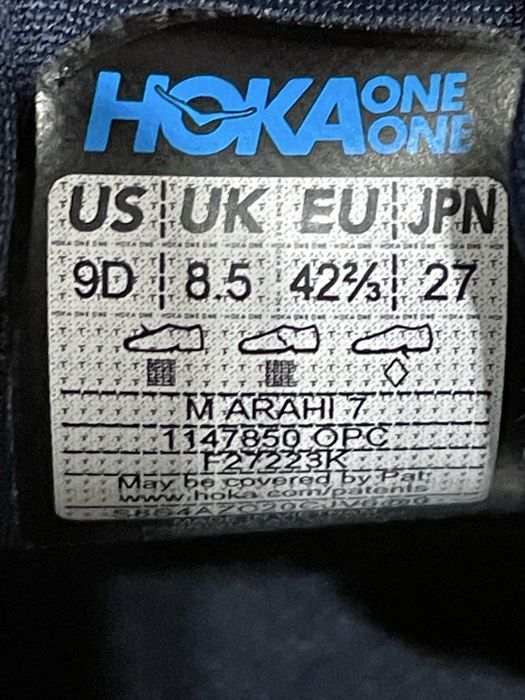 HOKA ONE ONE
US UK EU JPN
9D 8.5 42⅔ 27
M ARAHI 7
1147850 OPC
F27223K
May be covered by Pat.
www.hoka.com/patents